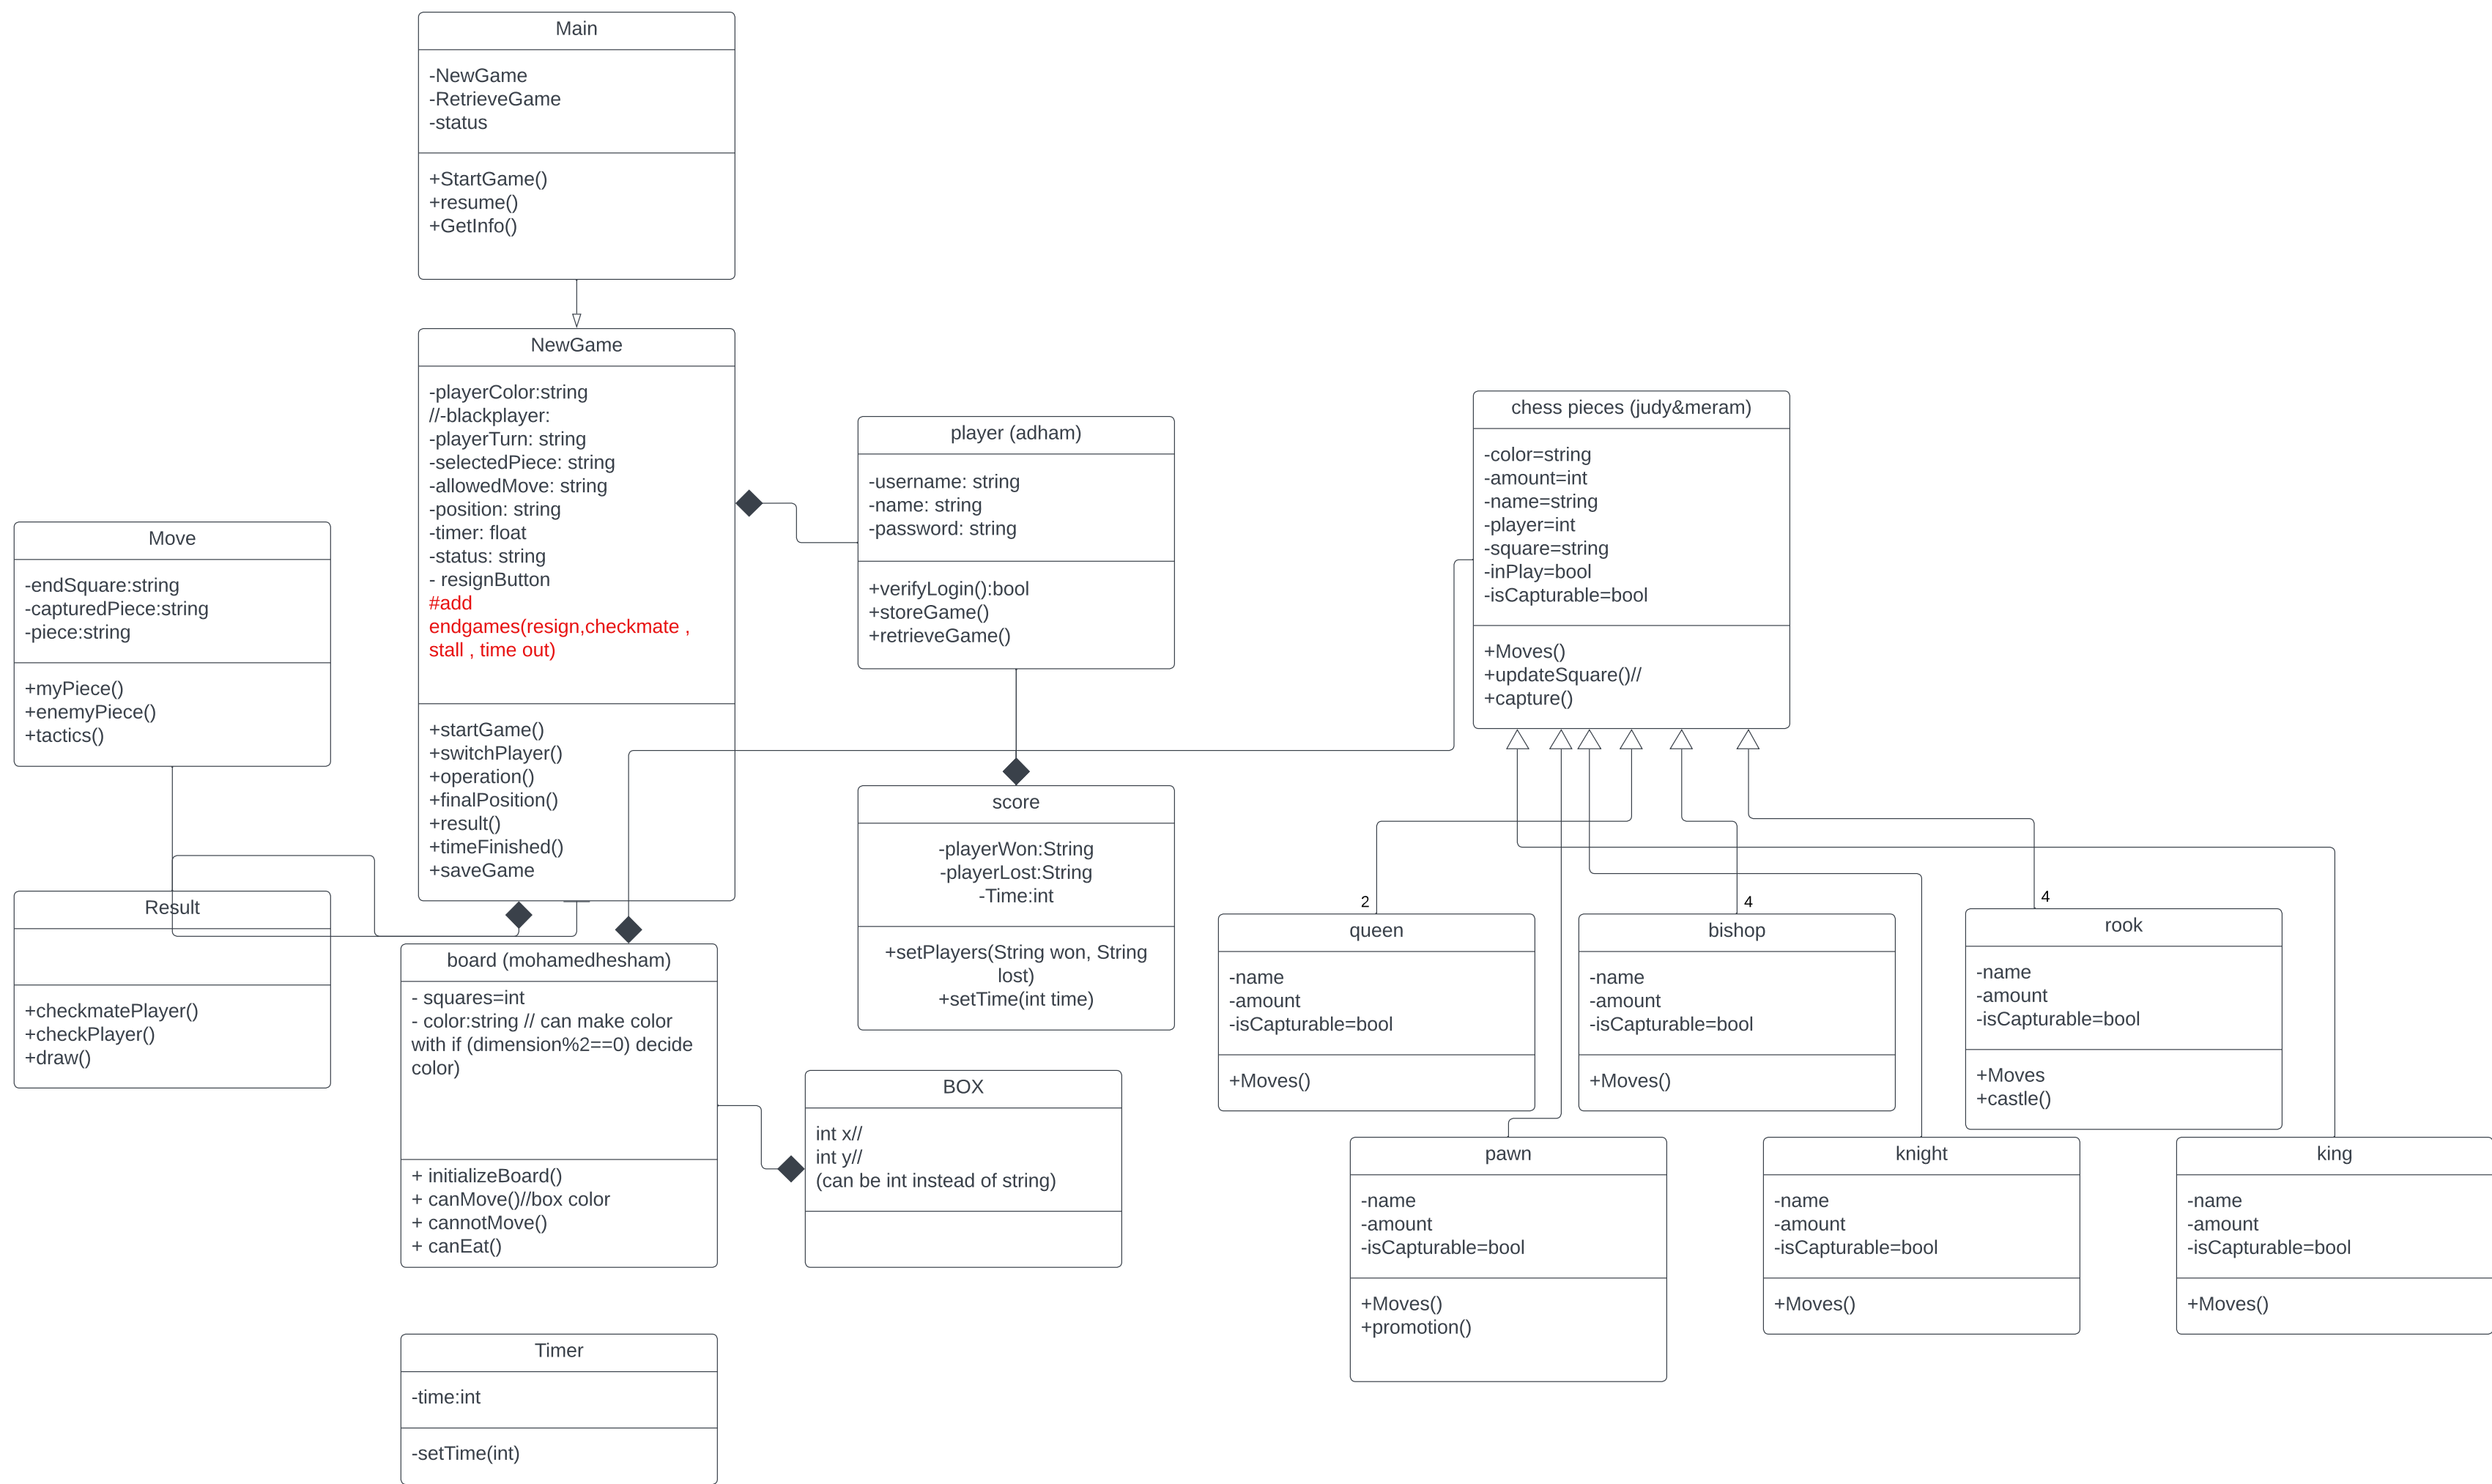 Main
-NewGame
-RetrieveGame
-status
+StartGame()
+resume()
+GetInfo()
NewGame
-playerColor:string
//-blackplayer:
-playerTurn: string
-selectedPiece: string
-allowedMove: string
-position: string
-timer: float
-status: string
- resignButton
#add
endgames(resign,checkmate ,
stall , time out)
+startGame()
+switchPlayer()
+operation()
+finalPosition()
+result()
+timeFinished()
+saveGame
player (adham)
-username: string
-name: string
-password: string
+verifyLogin():bool
+storeGame()
+retrieveGame()
chess pieces (judy&meram)
-color=string
-amount=int
-name=string
-player=int
-square=string
-inPlay=bool
-isCapturable=bool
+Moves()
+updateSquare()//
+capture()
Move
-endSquare:string
-capturedPiece:string
-piece:string
+myPiece()
+enemyPiece()
+tactics()
Result
+checkmatePlayer()
+checkPlayer()
+draw()
score
-playerWon:String
-playerLost:String
-Time:int
+setPlayers(String won, String
lost)
+setTime(int time)
board (mohamedhesham)
- squares=int
- color:string // can make color
with if (dimension%2==0) decide
color)
+ initializeBoard()
+ canMove()//box color
+ cannotMove()
+ canEat()
BOX
int x//
int y//
(can be int instead of string)
2
queen
-name
-amount
-isCapturable=bool
+Moves()
4
bishop
-name
-amount
-isCapturable=bool
+Moves()
4
rook
-name
-amount
-isCapturable=bool
+Moves
+castle()
pawn
-name
-amount
-isCapturable=bool
+Moves()
+promotion()
knight
-name
-amount
-isCapturable=bool
+Moves()
king
-name
-amount
-isCapturable=bool
+Moves()
Timer
-time:int
-setTime(int)